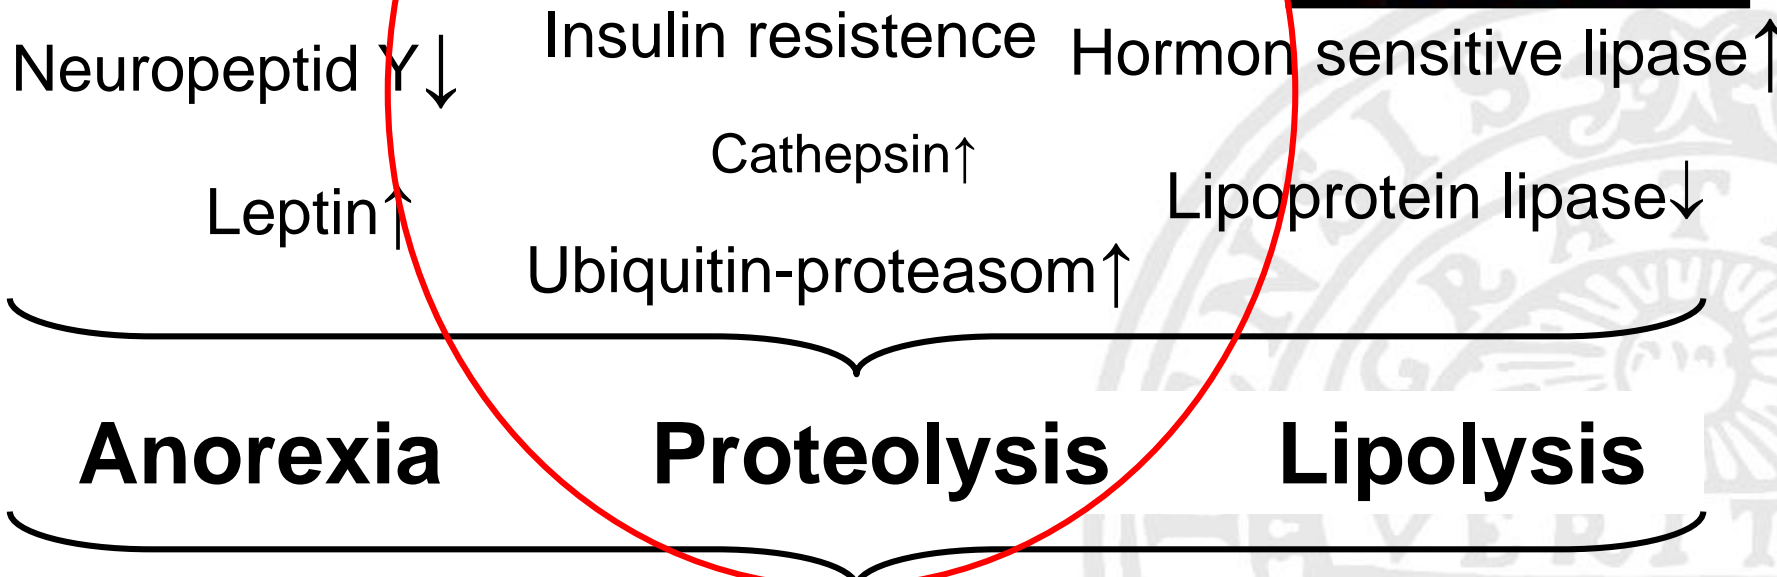 Insulin resistence
Neuropeptid Y↓
Hormon sensitive lipase↑
Cathepsin↑
Leptin↑
Lipoprotein lipase↓
Ubiquitin-proteasom↑
Anorexia Proteolysis Lipolysis